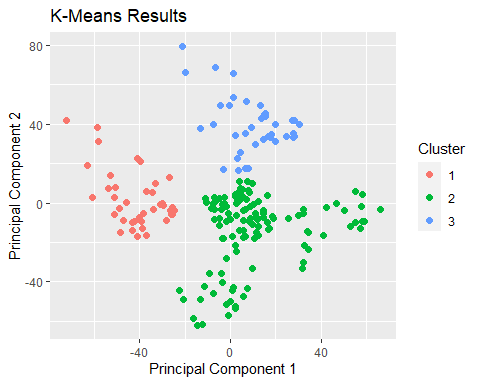 K-Means Results
80
40
0
-40
Principal Component 2
-40
0
40
Principal Component 1
Cluster
1
2
3